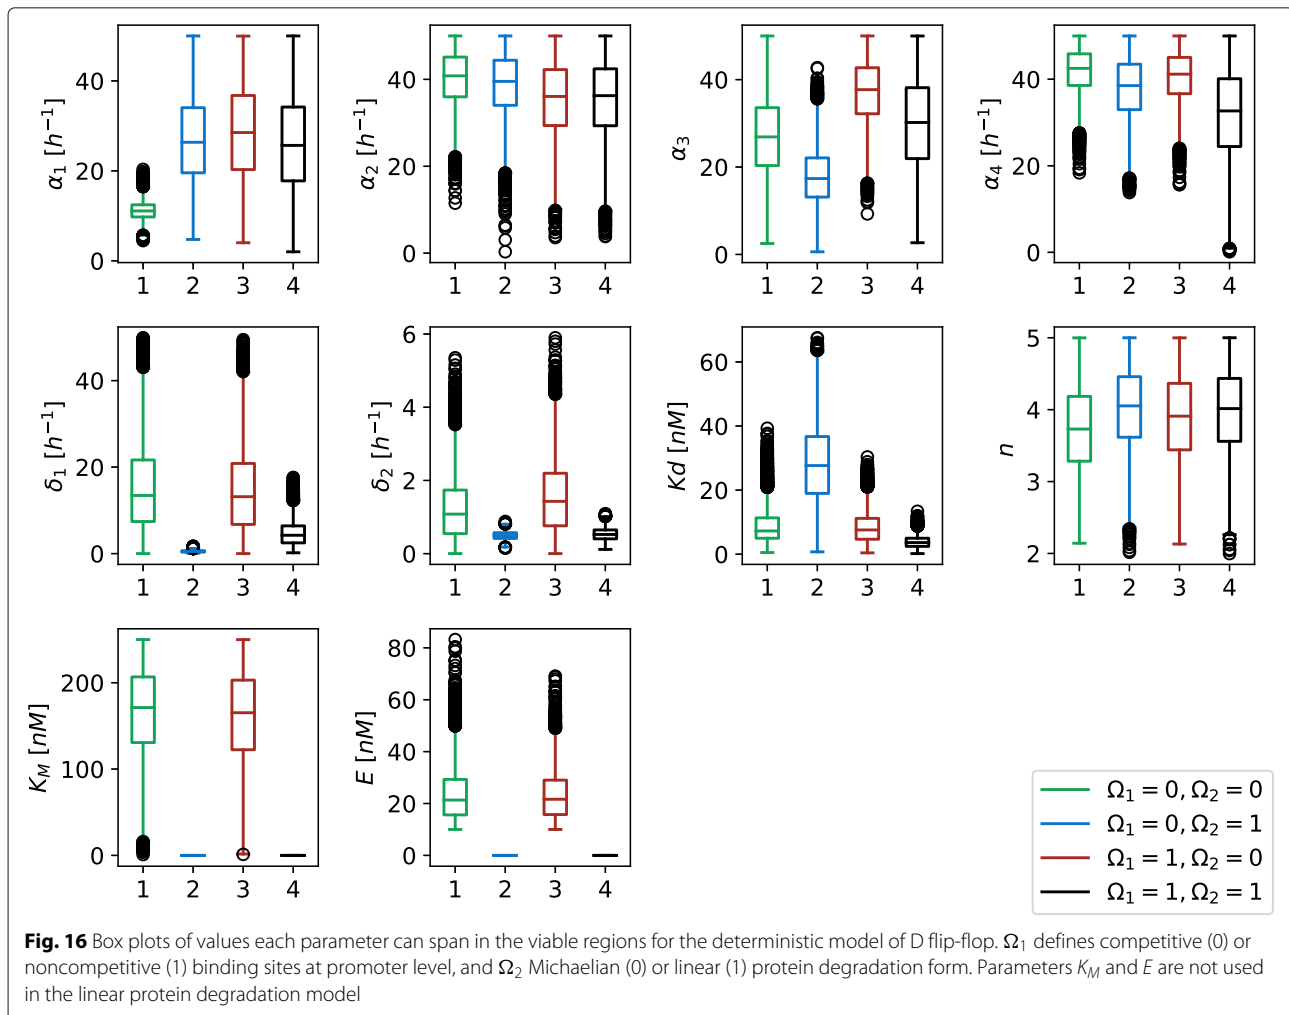 α₁ [h⁻¹]
40
20
0
1 2 3 4
α₂ [h⁻¹]
40
20
0
1 2 3 4
α₃
40
20
0
1 2 3 4
α₄ [h⁻¹]
40
20
0
1 2 3 4
δ₁ [h⁻¹]
40
20
0
1 2 3 4
δ₂ [h⁻¹]
6
4
2
0
1 2 3 4
Kd [nM]
60
40
20
0
1 2 3 4
n
5
4
3
2
1 2 3 4
K_M [nM]
200
100
0
1 2 3 4
E [nM]
80
60
40
20
0
1 2 3 4
Ω₁ = 0, Ω₂ = 0
Ω₁ = 0, Ω₂ = 1
Ω₁ = 1, Ω₂ = 0
Ω₁ = 1, Ω₂ = 1
Fig. 16 Box plots of values each parameter can span in the viable regions for the deterministic model of D flip-flop. Ω₁ defines competitive (0) or
noncompetitive (1) binding sites at promoter level, and Ω₂ Michaelian (0) or linear (1) protein degradation form. Parameters K_M and E are not used
in the linear protein degradation model